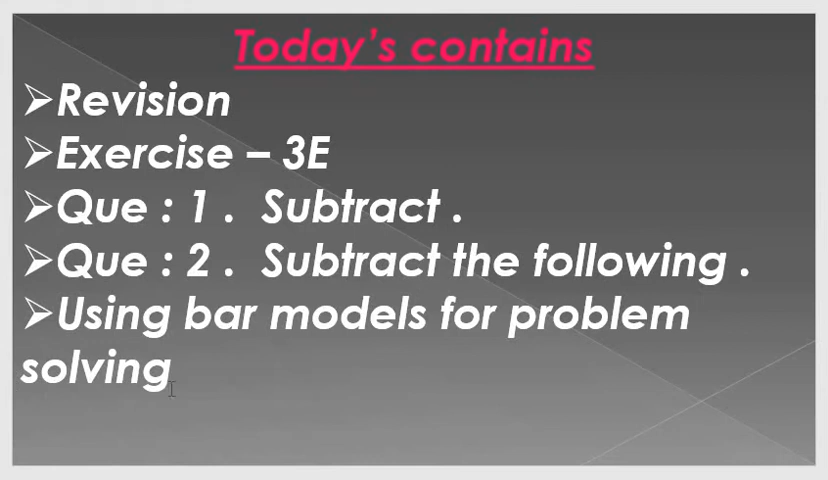 Today's contains
➢Revision
➢Exercise – 3E
➢Que : 1 .  Subtract .
➢Que : 2 .  Subtract the following .
➢Using bar models for problem
solving